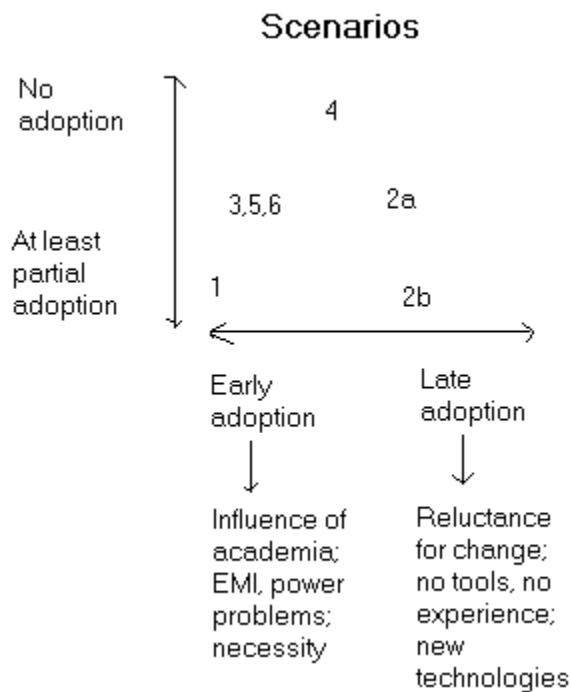 Scenarios
No
adoption
4
3,5,6
2a
At least
partial
adoption
1
2b
Early
adoption
Late
adoption
Influence of
academia;
EMI, power
problems;
necessity
Reluctance
for change;
no tools, no
experience;
new
technologies